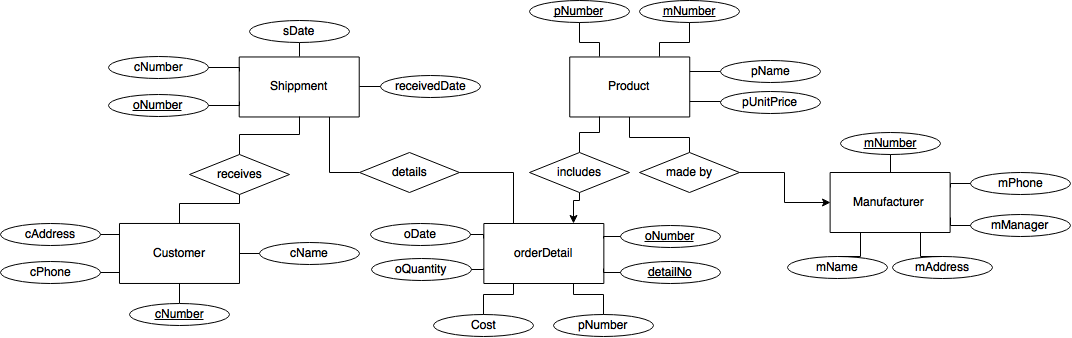 pNumber
mNumber
sDate
cNumber
pName
Shippment
receivedDate
Product
oNumber
pUnitPrice
mNumber
receives
details
includes
made by
mPhone
Manufacturer
cAddress
oDate
oNumber
mManager
Customer
cName
orderDetail
cPhone
oQuantity
detailNo
mName
mAddress
cNumber
Cost
pNumber